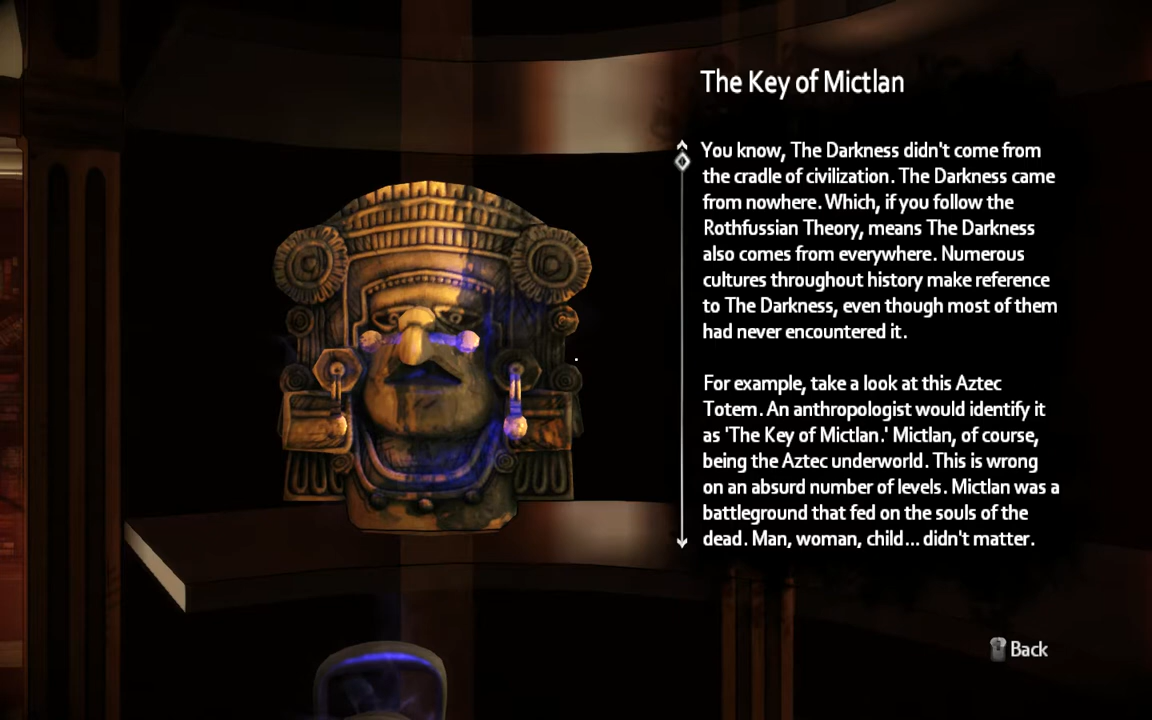 The Key of Mictlan
You know, The Darkness didn't come from
the cradle of civilization. The Darkness came
from nowhere. Which, if you follow the
Rothfussian Theory, means The Darkness
also comes from everywhere. Numerous
cultures throughout history make reference
to The Darkness, even though most of them
had never encountered it.
For example, take a look at this Aztec
Totem. An anthropologist would identify it
as 'The Key of Mictlan.' Mictlan, of course,
being the Aztec underworld. This is wrong
on an absurd number of levels. Mictlan was a
battleground that fed on the souls of the
dead. Man, woman, child... didn't matter.
Back